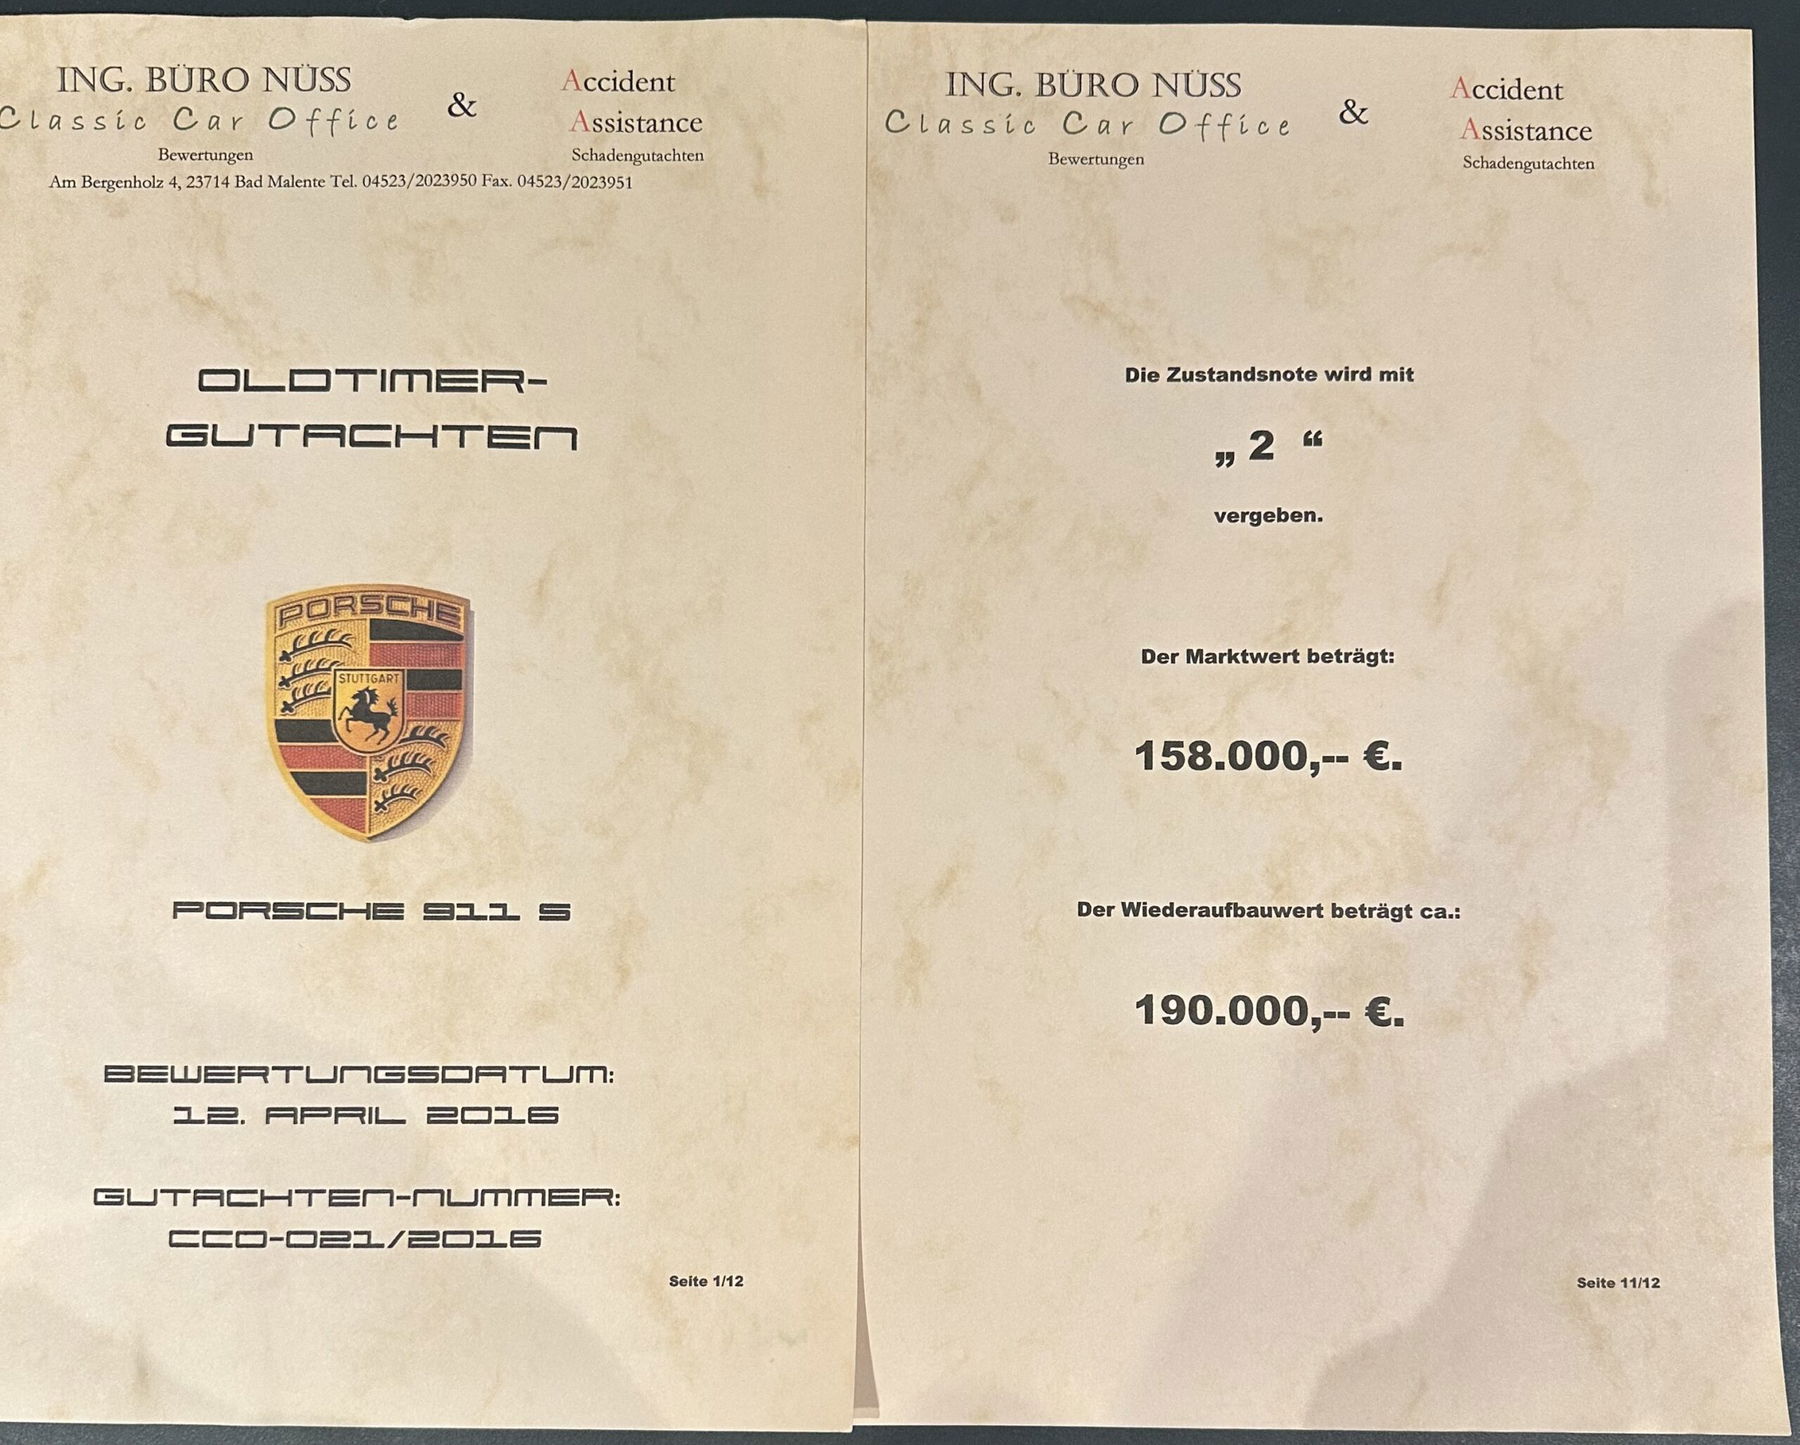 ING. BÜRO NÜSS
Classic Car Office
Bewertungen
&
Accident
Assistance
Schadengutachten
Am Bergenholz 4, 23714 Bad Malente Tel. 04523/2023950 Fax. 04523/2023951
OLDTIMER-
GUTACHTEN
PORSCHE
STUTTGART
PORSCHE 911 S
BEWERTUNGSDATUM:
12. APRIL 2016
GUTACHTEN-NUMMER:
CCO-021/2016
Seite 1/12
ING. BÜRO NÜSS
Classic Car Office
Bewertungen
&
Accident
Assistance
Schadengutachten
Die Zustandsnote wird mit
„ 2 “
vergeben.
Der Marktwert beträgt:
158.000,-- €.
Der Wiederaufbauwert beträgt ca.:
190.000,-- €.
Seite 11/12